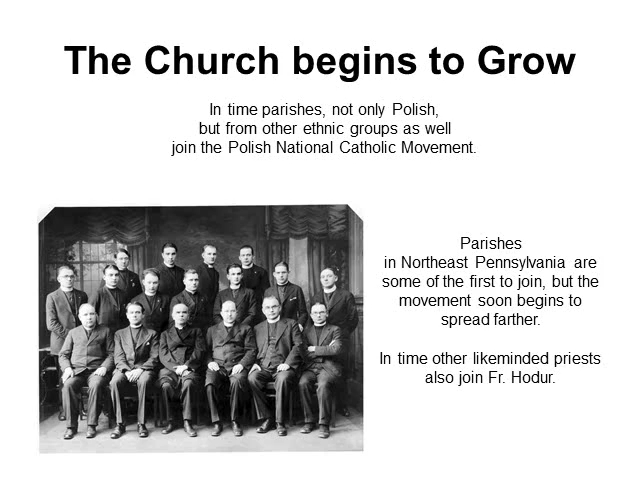 The Church begins to Grow
In time parishes, not only Polish,
but from other ethnic groups as well
join the Polish National Catholic Movement.
Parishes
in Northeast Pennsylvania are
some of the first to join, but the
movement soon begins to
spread farther.
In time other likeminded priests
also join Fr. Hodur.